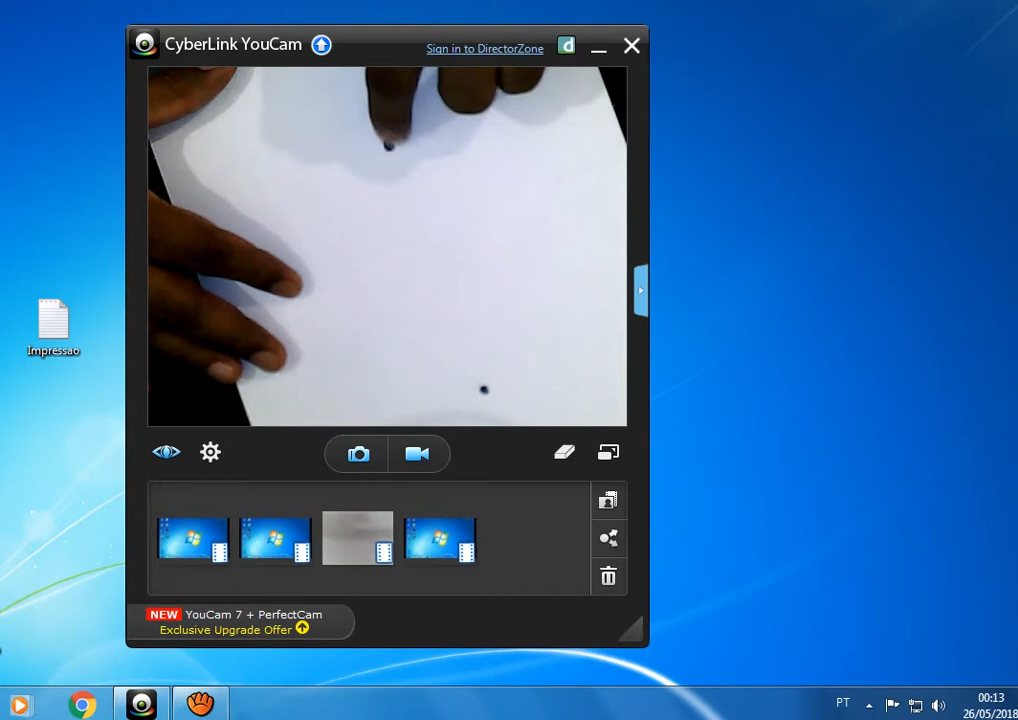 CyberLink YouCam
Sign in to DirectorZone
d
Impressao
NEW YouCam 7 + PerfectCam
Exclusive Upgrade Offer
PT
00:13
26/05/2018